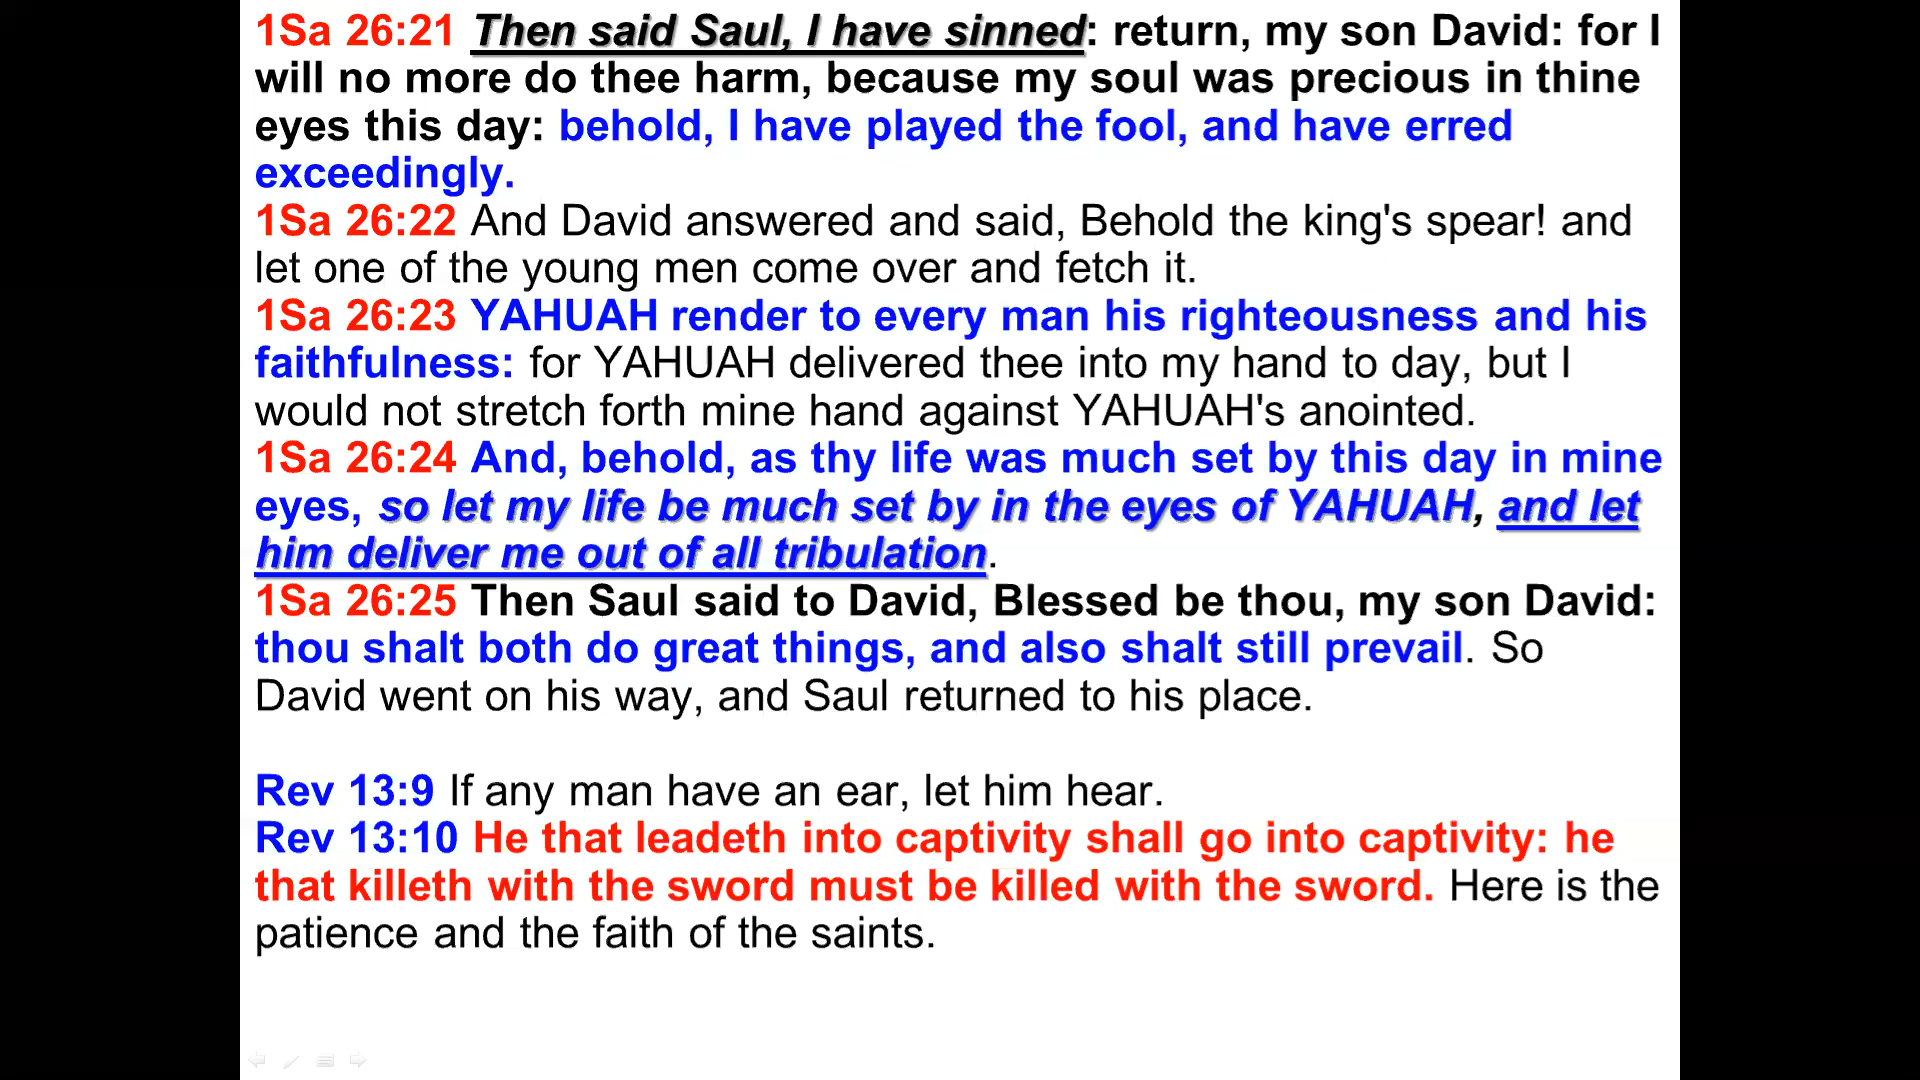 1Sa 26:21 Then said Saul, I have sinned: return, my son David: for I
will no more do thee harm, because my soul was precious in thine
eyes this day: behold, I have played the fool, and have erred
exceedingly.
1Sa 26:22 And David answered and said, Behold the king's spear! and
let one of the young men come over and fetch it.
1Sa 26:23 YAHUAH render to every man his righteousness and his
faithfulness: for YAHUAH delivered thee into my hand to day, but I
would not stretch forth mine hand against YAHUAH's anointed.
1Sa 26:24 And, behold, as thy life was much set by this day in mine
eyes, so let my life be much set by in the eyes of YAHUAH, and let
him deliver me out of all tribulation.
1Sa 26:25 Then Saul said to David, Blessed be thou, my son David:
thou shalt both do great things, and also shalt still prevail. So
David went on his way, and Saul returned to his place.
Rev 13:9 If any man have an ear, let him hear.
Rev 13:10 He that leadeth into captivity shall go into captivity: he
that killeth with the sword must be killed with the sword. Here is the
patience and the faith of the saints.